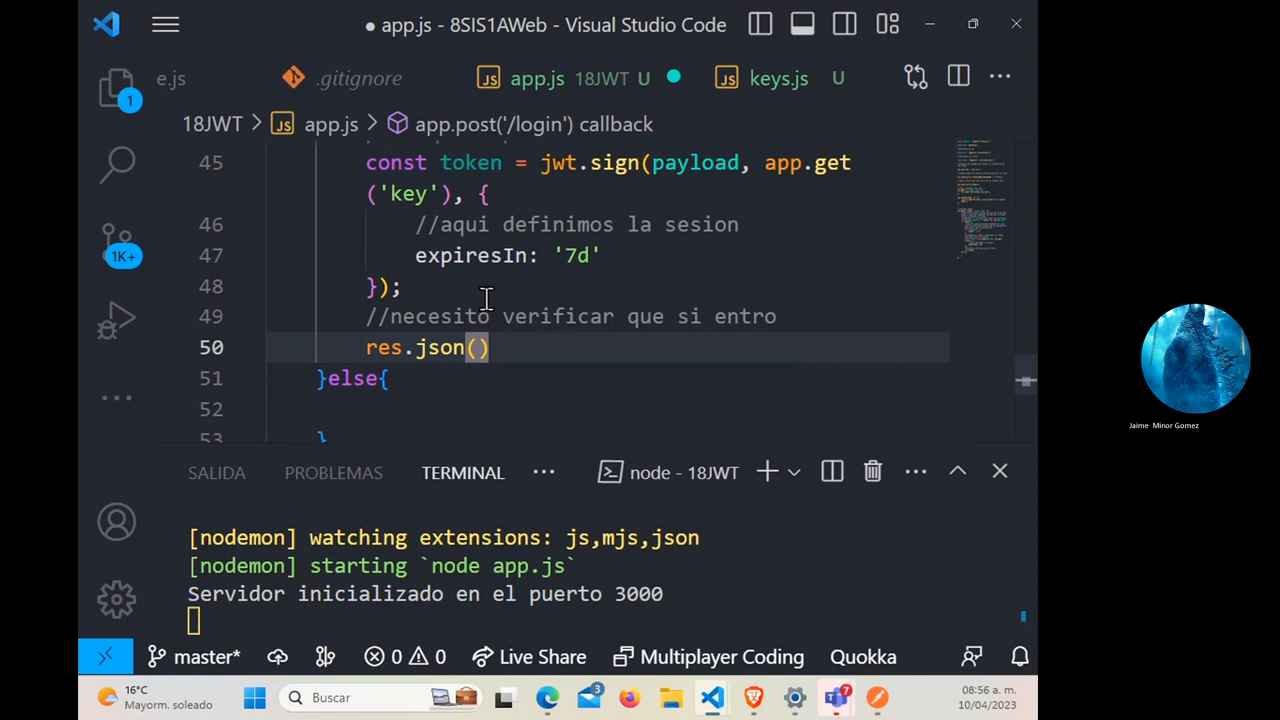 ● app.js - 8SIS1AWeb - Visual Studio Code
e.js .gitignore app.js 18JWT U keys.js U
18JWT > app.js > app.post('/login') callback
45 const token = jwt.sign(payload, app.get
('key'), {
46 //aqui definimos la sesion
47 expiresIn: '7d'
48 });
49 //necesito verificar que si entro
50 res.json()
51 }else{
52
53 }
1
1K+
Jaime Minor Gomez
SALIDA PROBLEMAS TERMINAL node - 18JWT
[nodemon] watching extensions: js,mjs,json
[nodemon] starting `node app.js`
Servidor inicializado en el puerto 3000
master* 0 0 Live Share Multiplayer Coding Quokka
16°C
Mayorm. soleado
Buscar
3
7
08:56 a. m.
10/04/2023